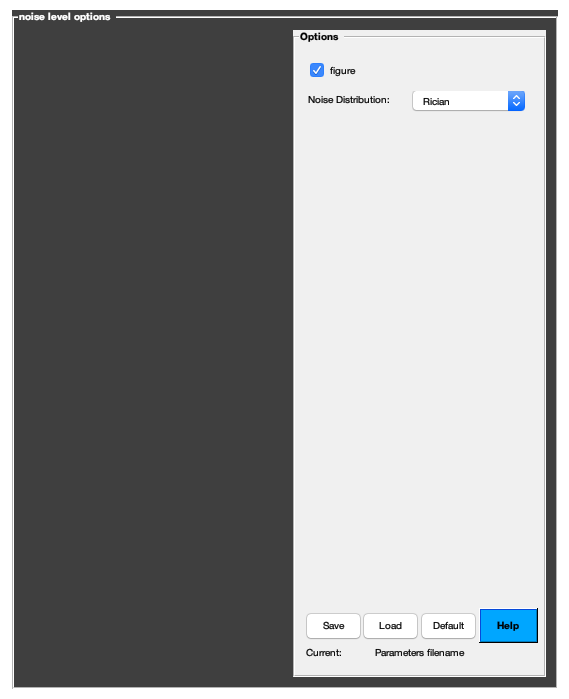 noise level options
Options
figure
Noise Distribution: Rician
Save Load Default Help
Current: Parameters filename